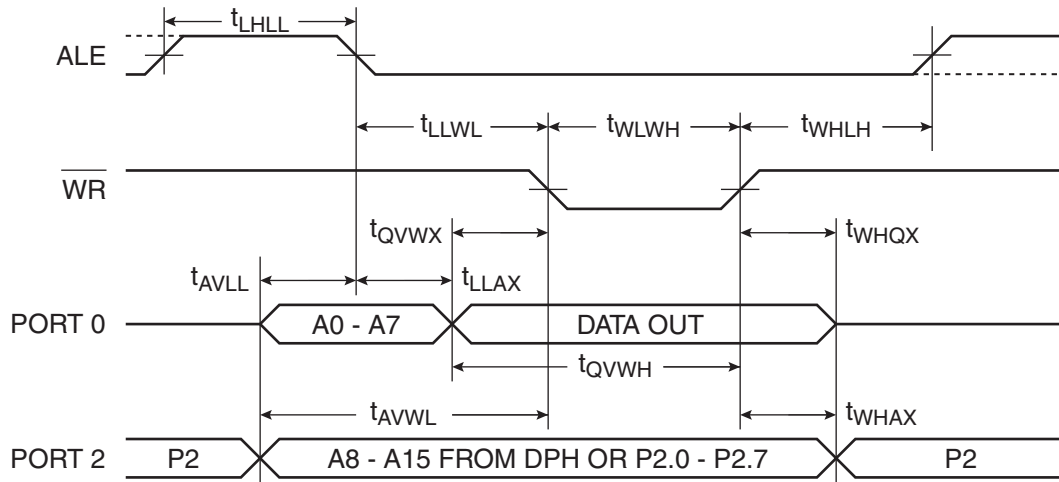 tLHLL
ALE
tLLWL tWLWH tWHLH
WR
tQVWX tWHQX
tAVLL tLLAX
PORT 0 A0 - A7 DATA OUT
tQVWH
tAVWL tWHAX
PORT 2 P2 A8 - A15 FROM DPH OR P2.0 - P2.7 P2